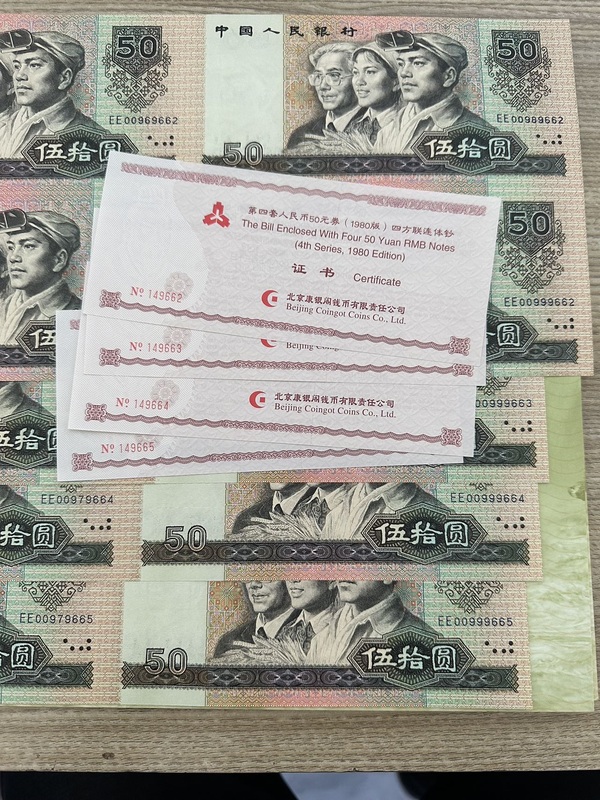 中国人民银行
50
50
EE00969662
EE00989662
伍拾圆
50
伍拾圆
50
第四套人民币50元券（1980版）四方联连体钞
The Bill Enclosed With Four 50 Yuan RMB Notes
(4th Series, 1980 Edition)
证书 Certificate
№ 149662
北京康银阁钱币有限责任公司
Beijing Coingot Coins Co., Ltd.
EE00999662
圆
№ 149663
Beijing
№ 149664
北京康银阁钱币有限责任公司
Beijing Coingot Coins Co., Ltd.
00999663
伍拾
圆
№ 149665
EE00979664
EE00999664
拾圆
50
伍拾圆
EE00979665
EE00999665
拾圆
50
伍拾圆